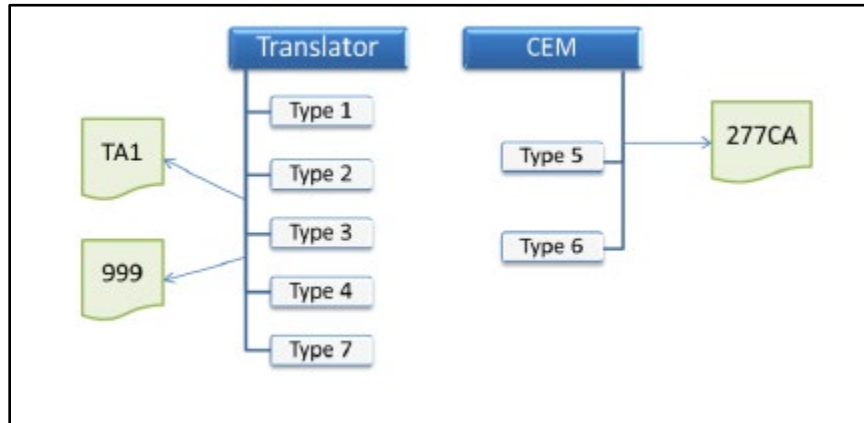 Translator
CEM
Type 1
TA1
Type 2
Type 3
999
Type 4
Type 7
Type 5
Type 6
277CA